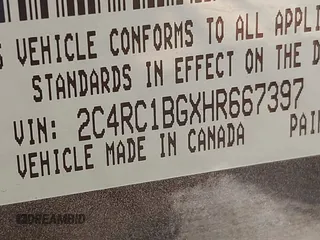 S VEHICLE CONFORMS TO ALL APPLI
STANDARDS IN EFFECT ON THE D
VIN: 2C4RC1BGXHR667397
VEHICLE MADE IN CANADA PAI
DREAMBID